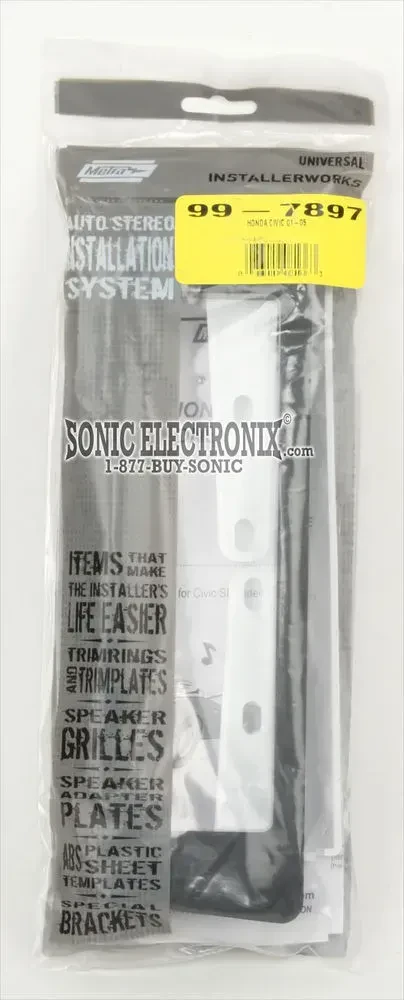 Metra
UNIVERSAL
INSTALLERWORKS
99-7897
HONDA CIVIC 01-05
AUTO STEREO
INSTALLATION
SYSTEM
SONIC ELECTRONIX.com
©
1-877-BUY-SONIC
ITEMS THAT MAKE
THE INSTALLER'S
LIFE EASIER
for Civic
TRIMRINGS
AND TRIMPLATES
SPEAKER
GRILLES
SPEAKER
ADAPTER
PLATES
ABS PLASTIC
SHEET
TEMPLATES
SPECIAL
BRACKETS